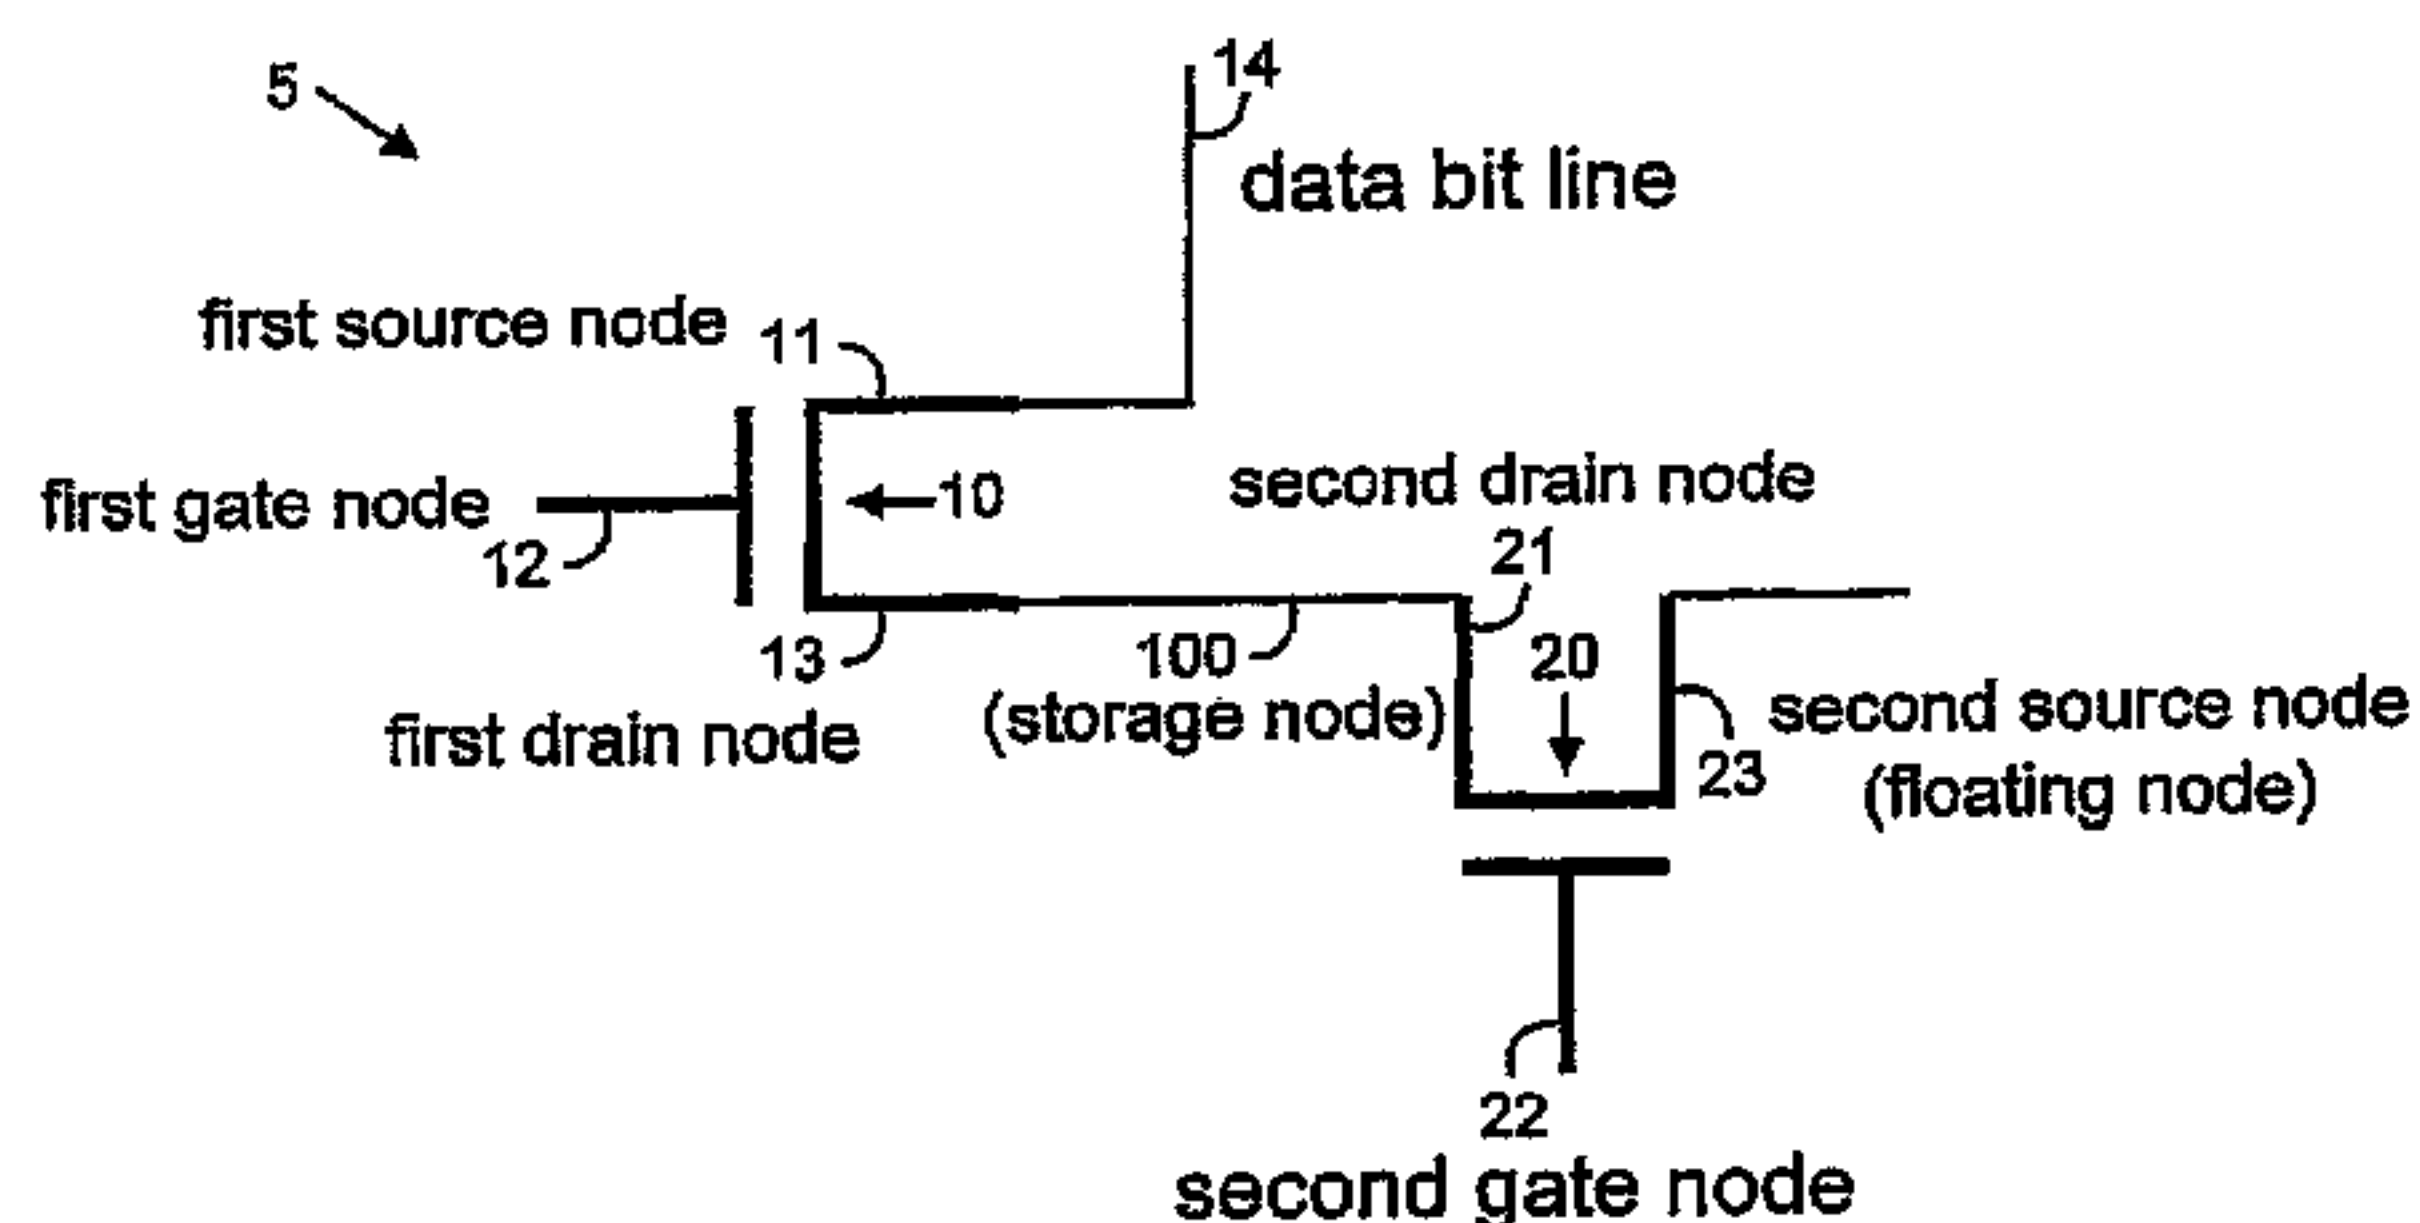 5
14
data bit line
first source node 11
first gate node
12
10
second drain node
21
13
first drain node
100
(storage node)
20
second source node
23
(floating node)
22
second gate node